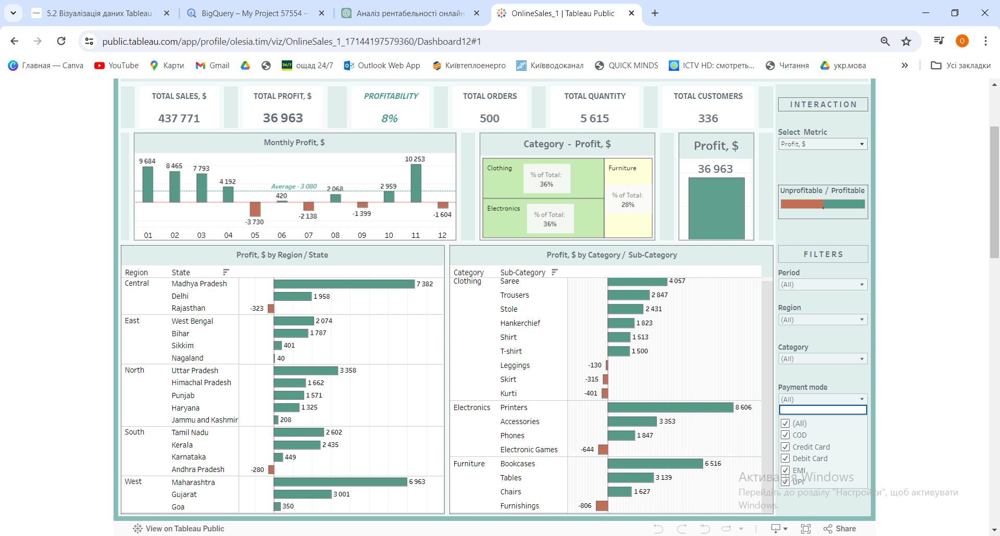 5.2 Візуалізація даних Tableau
BigQuery – My Project 57554 –
Аналіз рентабельності онлайн
OnlineSales_1 | Tableau Public
public.tableau.com/app/profile/olesia.tim/viz/OnlineSales_1_17144197579360/Dashboard12#1
O
Главная — Canva
YouTube
Карти
Gmail
24/7 ощад 24/7
Outlook Web App
Київтеплоенерго
Київводоканал
QUICK MINDS
ICTV HD: смотреть...
Читання
укр.мова
»
Усі закладки
TOTAL SALES, $
437 771
TOTAL PROFIT, $
36 963
PROFITABILITY
8%
TOTAL ORDERS
500
TOTAL QUANTITY
5 615
TOTAL CUSTOMERS
336
INTERACTION
Select Metric
Profit, $
Unprofitable / Profitable
Monthly Profit, $
9 684
8 465
7 793
4 192
-3 730
420
-2 138
2 068
-1 399
2 959
10 253
-1 604
Average - 3 080
01 02 03 04 05 06 07 08 09 10 11 12
Category - Profit, $
Clothing
% of Total:
36%
Electronics
% of Total:
36%
Furniture
% of Total:
28%
Profit, $
36 963
Profit, $ by Region / State
Region State
Central Madhya Pradesh 7 382
Delhi 1 958
Rajasthan -323
East West Bengal 2 074
Bihar 1 787
Sikkim 401
Nagaland 40
North Uttar Pradesh 3 358
Himachal Pradesh 1 662
Punjab 1 571
Haryana 1 325
Jammu and Kashmir 208
South Tamil Nadu 2 602
Kerala 2 435
Karnataka 449
Andhra Pradesh -280
West Maharashtra 6 963
Gujarat 3 001
Goa 350
Profit, $ by Category / Sub-Category
Category Sub-Category
Clothing Saree 4 057
Trousers 2 847
Stole 2 431
Hankerchief 1 823
Shirt 1 513
T-shirt 1 500
Leggings -130
Skirt -315
Kurti -401
Electronics Printers 8 606
Accessories 3 353
Phones 1 847
Electronic Games -644
Furniture Bookcases 6 516
Tables 3 139
Chairs 1 627
Furnishings -806
FILTERS
Period
(All)
Region
(All)
Category
(All)
Payment mode
(All)
(All)
COD
Credit Card
Debit Card
EMI
UPI
Активація Windows
Перейдіть до розділу "Настройки", щоб активувати
Windows.
View on Tableau Public
Share